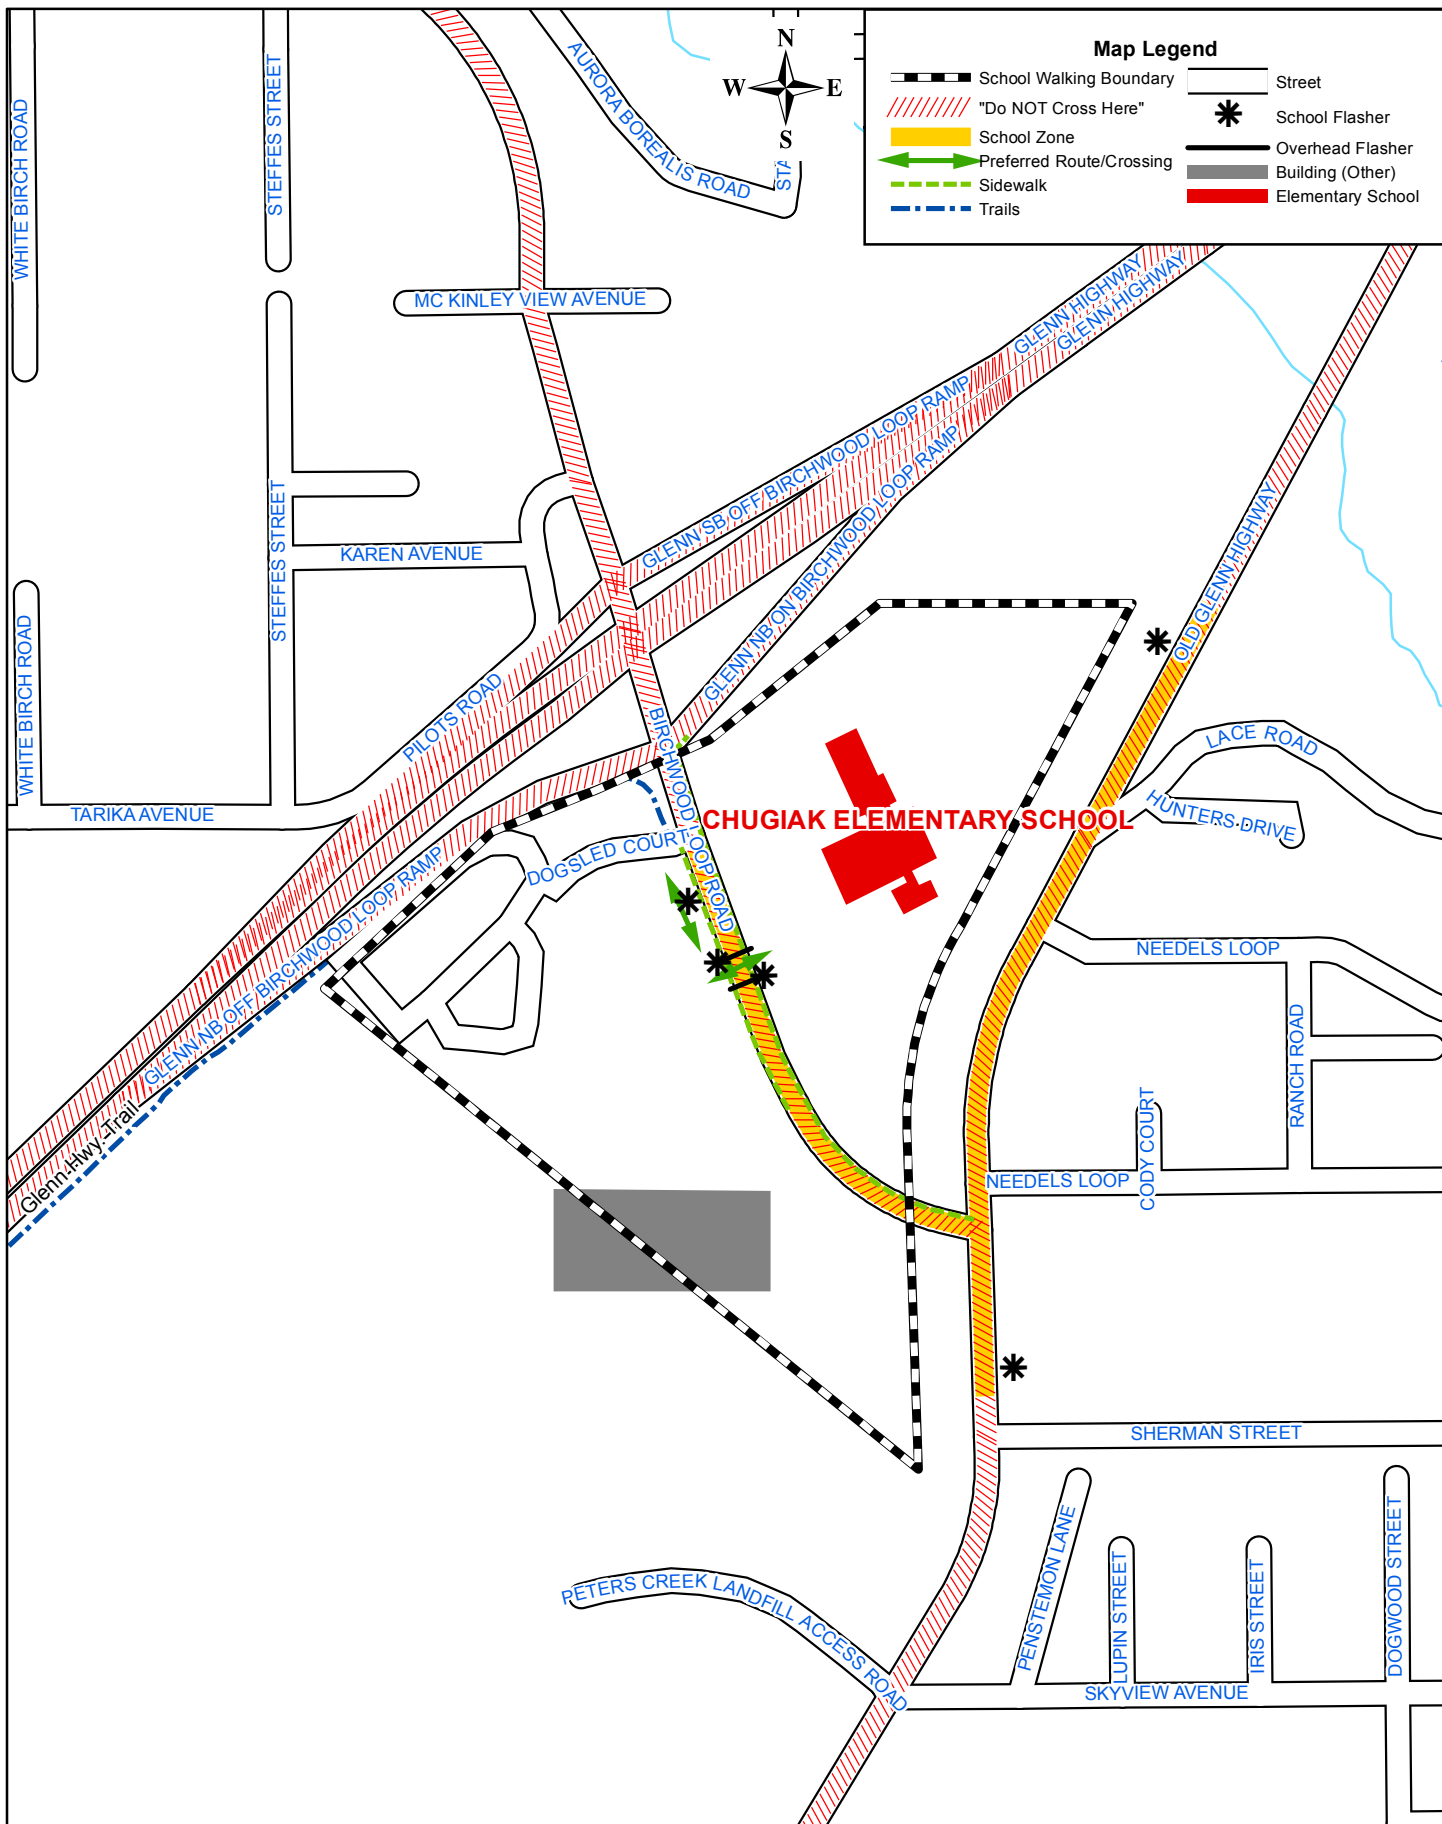 Map Legend
School Walking Boundary
"Do NOT Cross Here"
School Zone
Preferred Route/Crossing
Sidewalk
Trails
Street
School Flasher
Overhead Flasher
Building (Other)
Elementary School
N
W
E
S
WHITE BIRCH ROAD
STEFFES STREET
AURORA BOREALIS ROAD
STA
MC KINLEY VIEW AVENUE
GLENN HIGHWAY
GLENN HIGHWAY
GLENN SB OFF BIRCHWOOD LOOP RAMP
GLENN NB ON BIRCHWOOD LOOP RAMP
OLD GLENN HIGHWAY
KAREN AVENUE
STEFFES STREET
WHITE BIRCH ROAD
PILOTS ROAD
TARIKA AVENUE
BIRCHWOOD LOOP ROAD
LACE ROAD
HUNTERS DRIVE
CHUGIAK ELEMENTARY SCHOOL
DOGSLED COURT
GLENN NB OFF BIRCHWOOD LOOP RAMP
NEEDELS LOOP
RANCH ROAD
CODY COURT
Glenn Hwy. Trail
NEEDELS LOOP
SHERMAN STREET
PENSTEMON LANE
LUPIN STREET
IRIS STREET
DOGWOOD STREET
PETERS CREEK LANDFILL ACCESS ROAD
SKYVIEW AVENUE